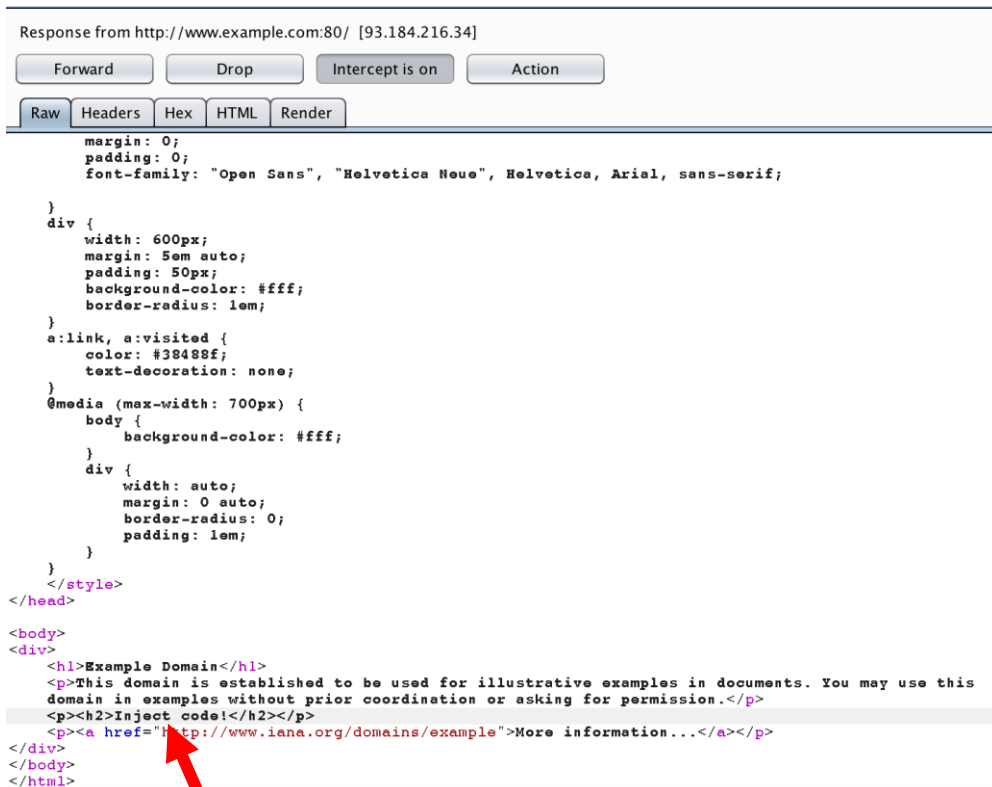 Response from http://www.example.com:80/ [93.184.216.34]
Forward Drop Intercept is on Action
Raw Headers Hex HTML Render
margin: 0;
padding: 0;
font-family: "Open Sans", "Helvetica Neue", Helvetica, Arial, sans-serif;
}
div {
width: 600px;
margin: 5em auto;
padding: 50px;
background-color: #fff;
border-radius: 1em;
}
a:link, a:visited {
color: #38488f;
text-decoration: none;
}
@media (max-width: 700px) {
body {
background-color: #fff;
}
div {
width: auto;
margin: 0 auto;
border-radius: 0;
padding: 1em;
}
}
</style>
</head>
<body>
<div>
<h1>Example Domain</h1>
<p>This domain is established to be used for illustrative examples in documents. You may use this
domain in examples without prior coordination or asking for permission.</p>
<p><h2>Inject code!</h2></p>
<p><a href="http://www.iana.org/domains/example">More information...</a></p>
</div>
</body>
</html>